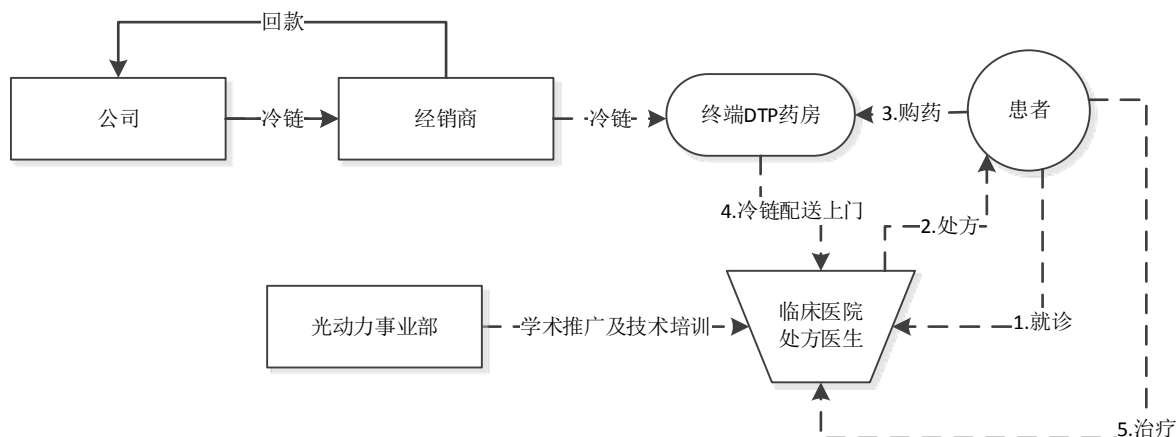 回款
公司
冷链
经销商
冷链
终端DTP药房
3.购药
患者
4.冷链配送上门
2.处方
光动力事业部
学术推广及技术培训
临床医院
处方医生
1.就诊
5.治疗